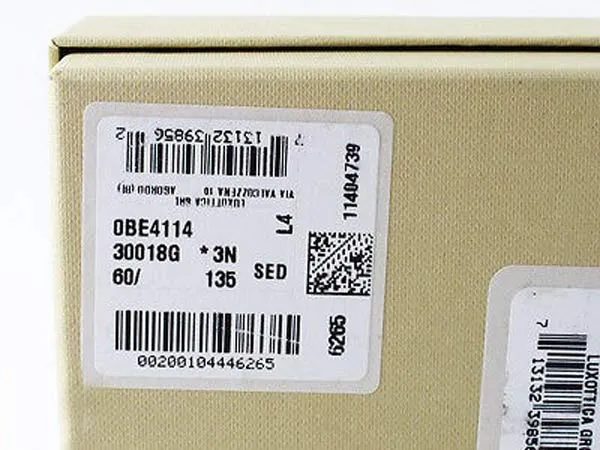 7 13132 39856 2
LUXOTTICA SRL
VIA VALCOZZENA 10 AGORDO (BL)
L4
0BE4114
30018G *3N
60/ 135 SED
00200104446265
11404739
6265
7 13132 39856
LUXOTTICA GRO